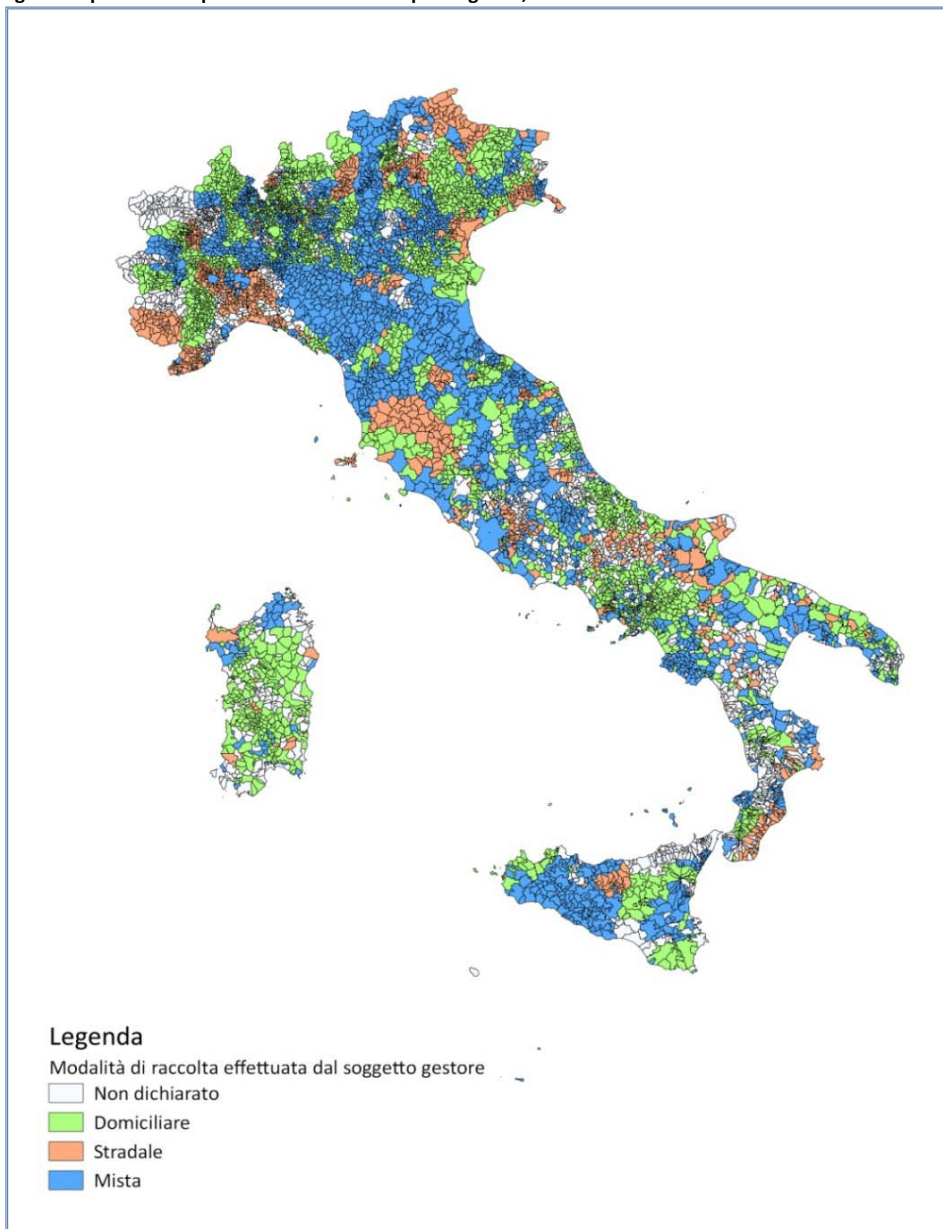 Legenda
Modalità di raccolta effettuata dal soggetto gestore
Non dichiarato
Domiciliare
Stradale
Mista